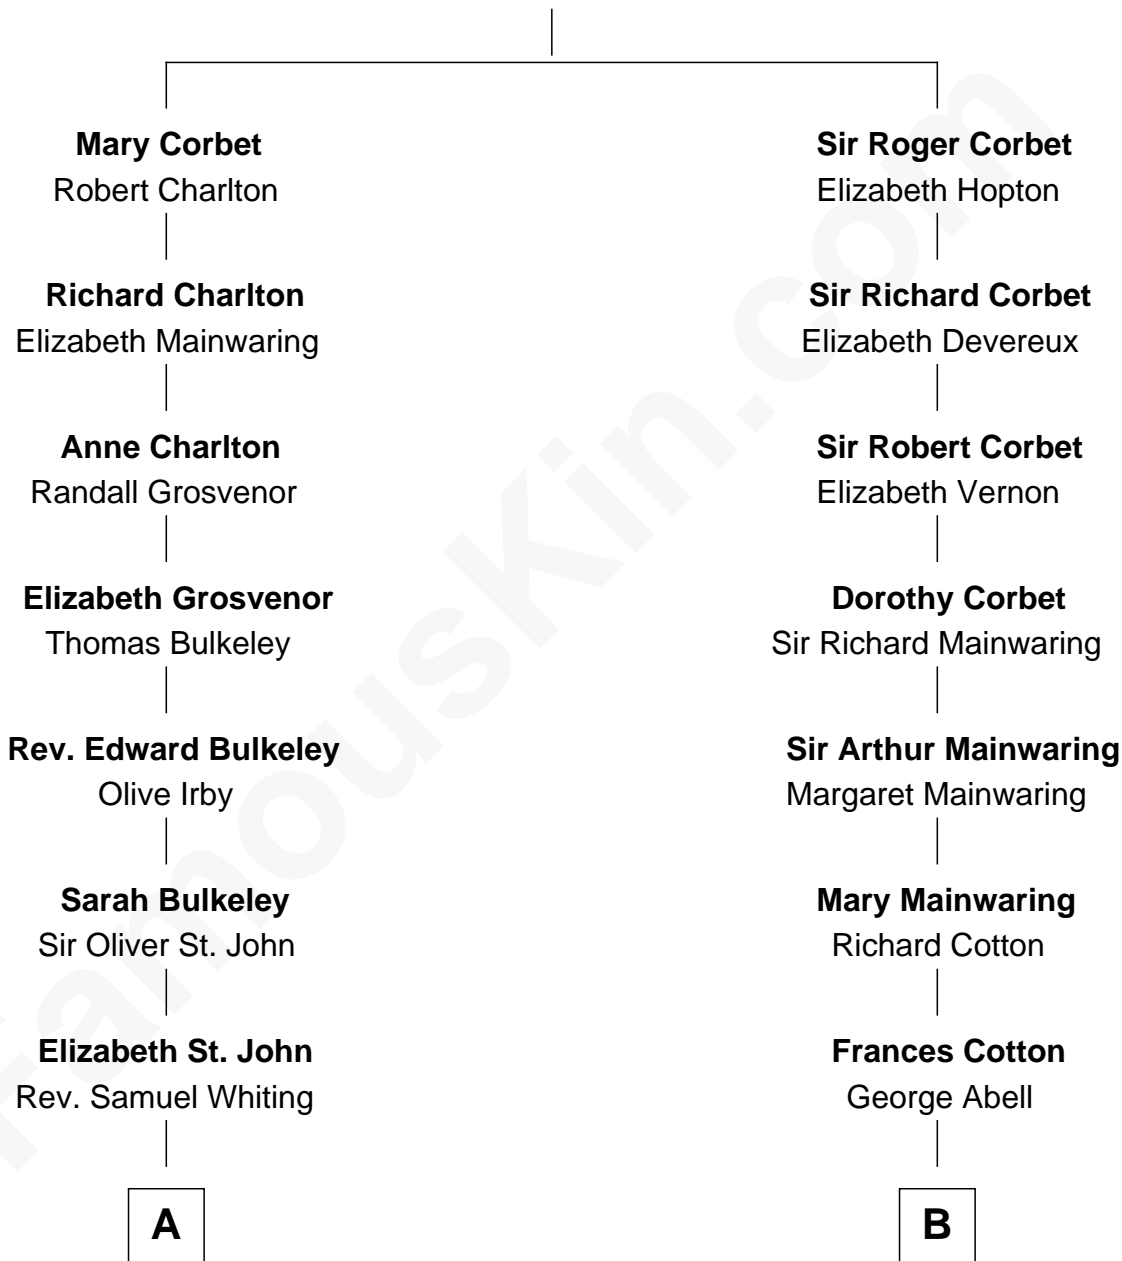 Mary Corbet
Robert Charlton
Richard Charlton
Elizabeth Mainwaring
Anne Charlton
Randall Grosvenor
Elizabeth Grosvenor
Thomas Bulkeley
Rev. Edward Bulkeley
Olive Irby
Sarah Bulkeley
Sir Oliver St. John
Elizabeth St. John
Rev. Samuel Whiting
A
Sir Roger Corbet
Elizabeth Hopton
Sir Richard Corbet
Elizabeth Devereux
Sir Robert Corbet
Elizabeth Vernon
Dorothy Corbet
Sir Richard Mainwaring
Sir Arthur Mainwaring
Margaret Mainwaring
Mary Mainwaring
Richard Cotton
Frances Cotton
George Abell
B
FamousKin.com